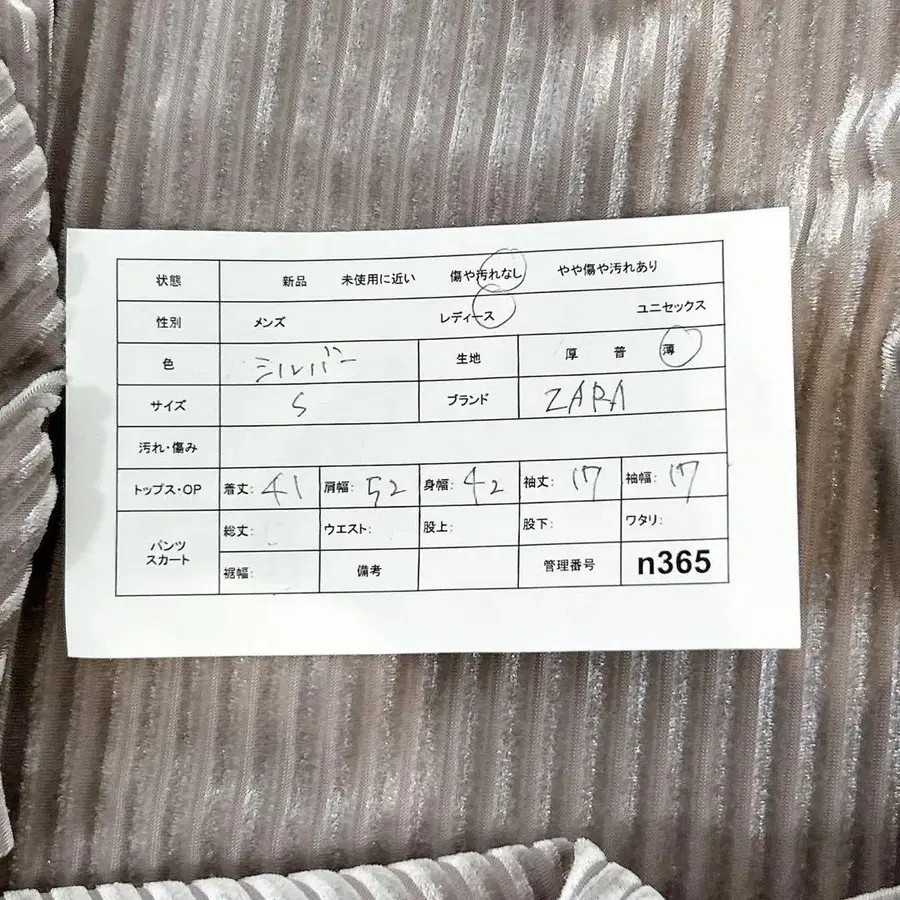 状態 新品 未使用に近い 傷や汚れなし やや傷や汚れあり
性別 メンズ レディース ユニセックス
色 シルバー 生地 厚 普 薄
サイズ S ブランド ZARA
汚れ・傷み
トップス・OP 着丈: 41 肩幅: 52 身幅: 42 袖丈: 17 袖幅: 17
パンツ スカート 総丈: ウエスト: 股上: 股下: ワタリ:
裾幅: 備考 管理番号 n365